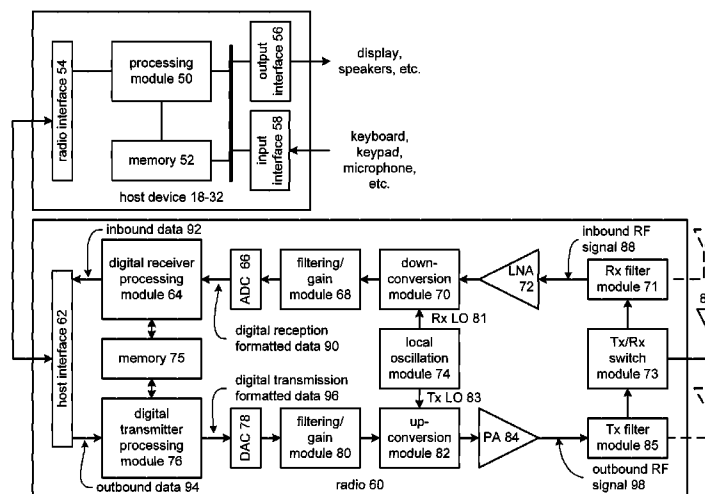 radio interface 54
processing
module 50
memory 52
output
interface 56
input
interface 58
display,
speakers, etc.
keyboard,
keypad,
microphone,
etc.
host device 18-32
inbound data 92
digital receiver
processing
module 64
ADC 66
filtering/
gain
module 68
down-
conversion
module 70
LNA
72
inbound RF
signal 88
Rx filter
module 71
8
host interface 62
memory 75
digital reception
formatted data 90
Rx LO 81
local
oscillation
module 74
Tx/Rx
switch
module 73
digital transmission
formatted data 96
Tx LO 83
digital
transmitter
processing
module 76
DAC 78
filtering/
gain
module 80
up-
conversion
module 82
PA 84
Tx filter
module 85
outbound data 94
radio 60
outbound RF
signal 98